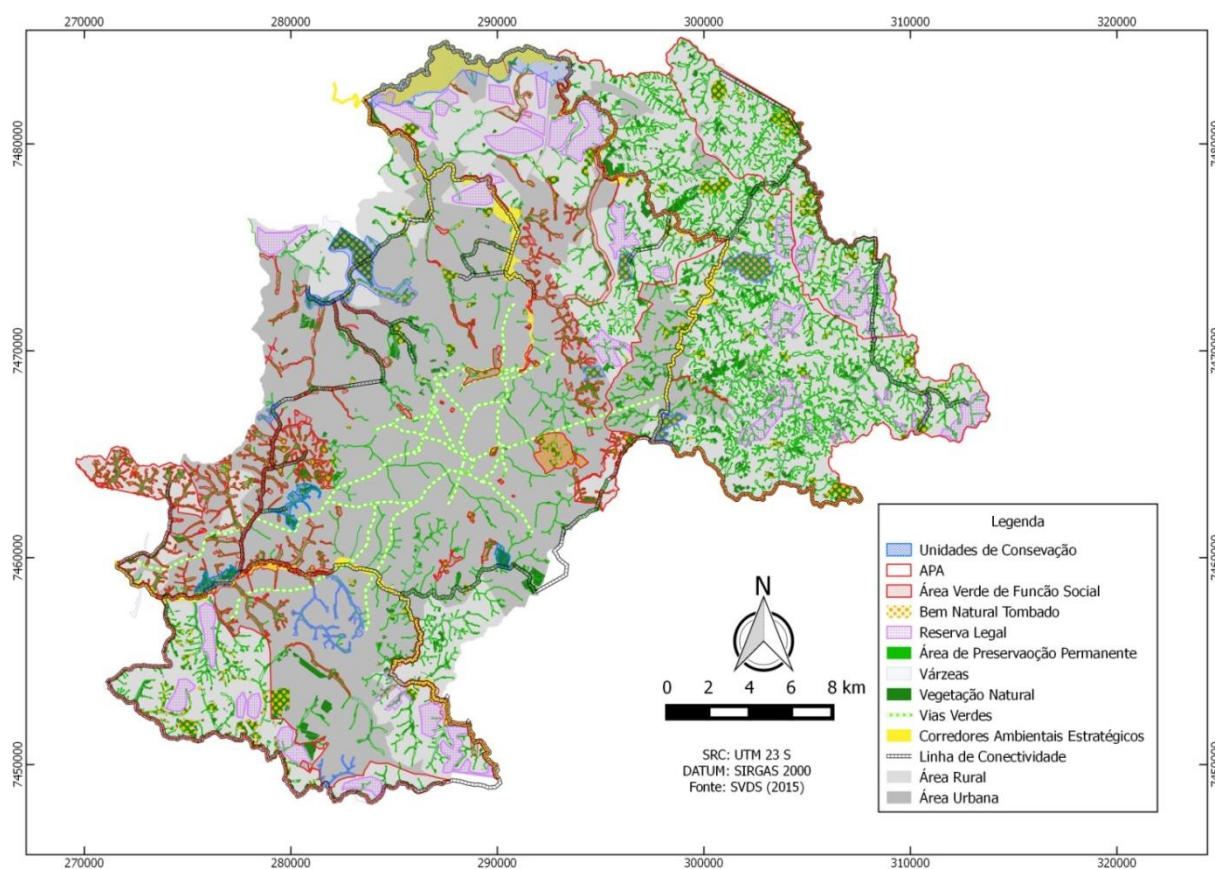 270000 280000 290000 300000 310000 320000
7480000 7480000
7470000 7470000
7460000 7460000
7450000 7450000
Legenda
Unidades de Consevação
APA
Área Verde de Funcão Social
Bem Natural Tombado
Reserva Legal
Área de Preservaoção Permanente
Várzeas
Vegetação Natural
Vias Verdes
Corredores Ambientais Estratégicos
Linha de Conectividade
Área Rural
Área Urbana
N
0 2 4 6 8 km
SRC: UTM 23 S
DATUM: SIRGAS 2000
Fonte: SVDS (2015)
270000 280000 290000 300000 310000 320000